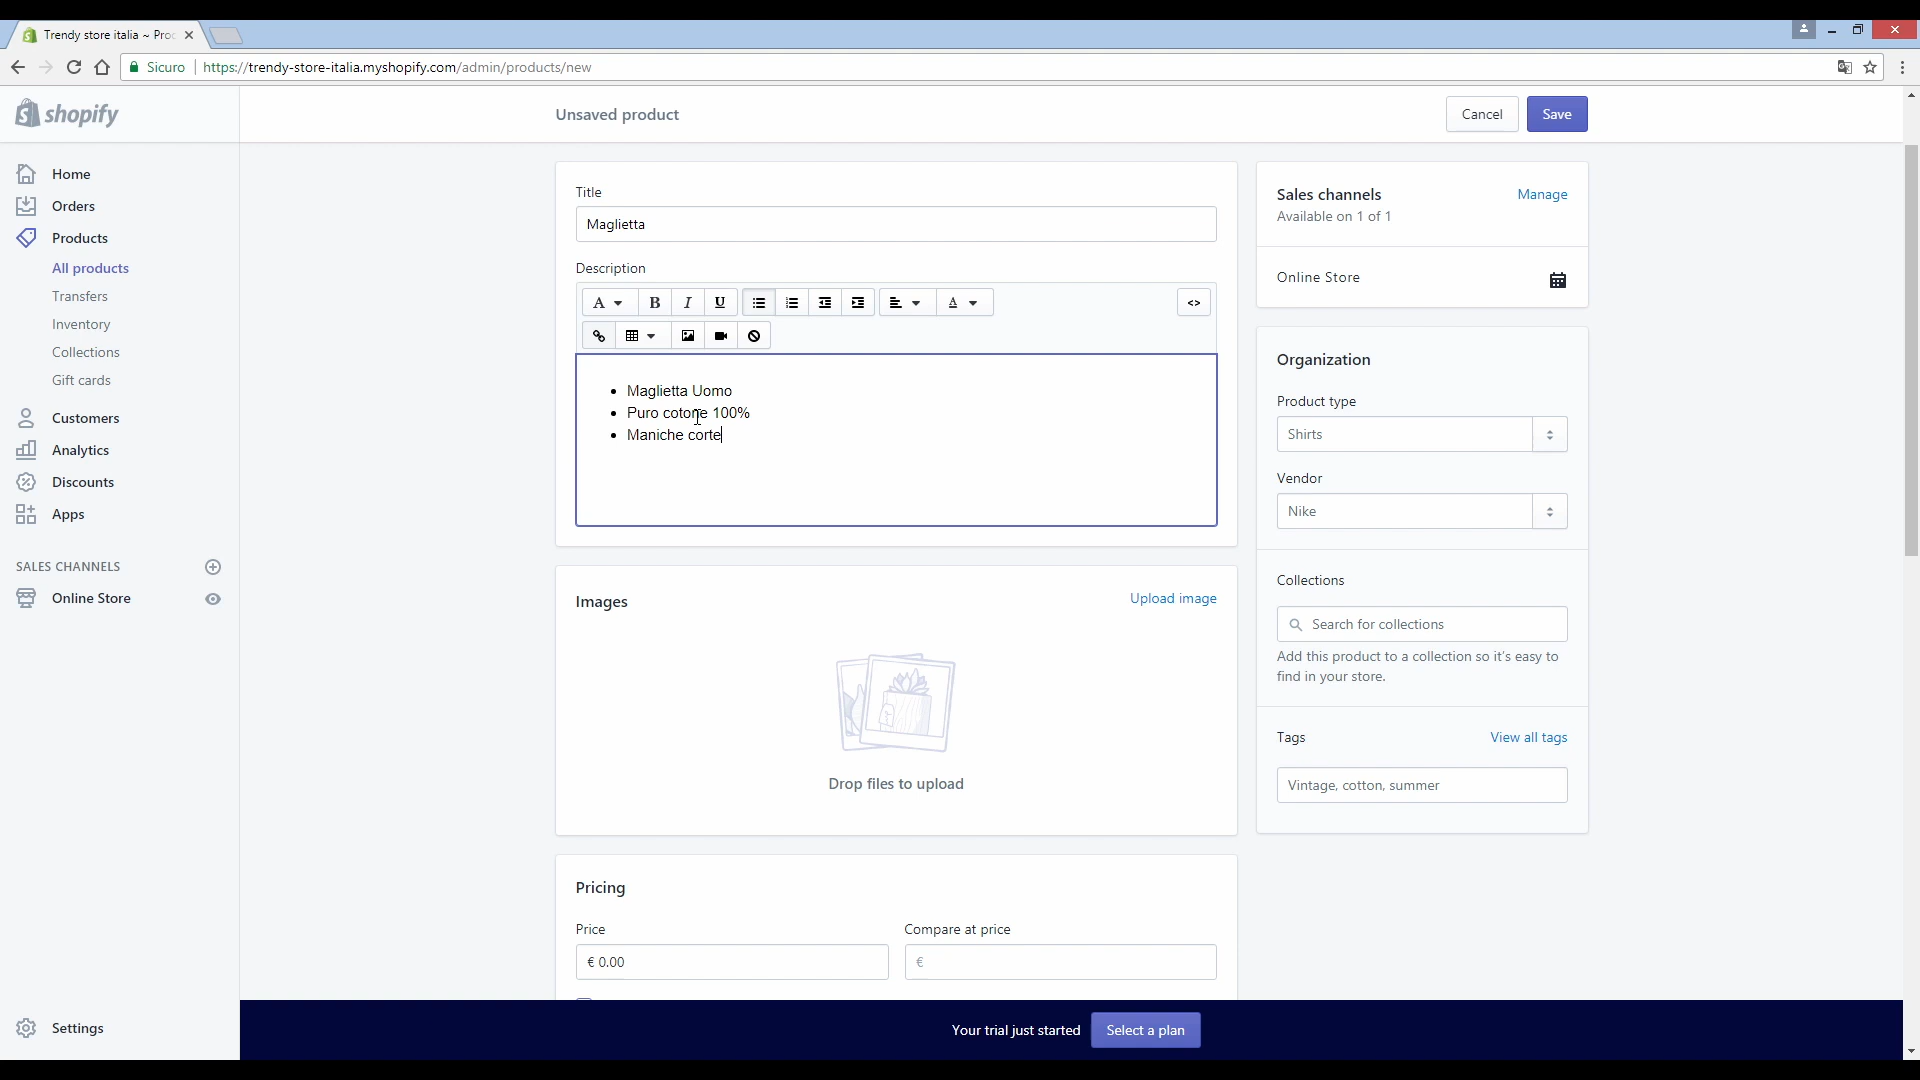 Trendy store italia ~ Proc
Sicuro https://trendy-store-italia.myshopify.com/admin/products/new
shopify
Unsaved product
Cancel
Save
Home
Orders
Products
All products
Transfers
Inventory
Collections
Gift cards
Customers
Analytics
Discounts
Apps
SALES CHANNELS
Online Store
Settings
Title
Maglietta
Description
A B I U A <>
Maglietta Uomo
Puro cotone 100%
Maniche corte
Images
Upload image
Drop files to upload
Pricing
Price
Compare at price
€ 0.00
€
Sales channels
Manage
Available on 1 of 1
Online Store
Organization
Product type
Shirts
Vendor
Nike
Collections
Search for collections
Add this product to a collection so it's easy to
find in your store.
Tags
View all tags
Vintage, cotton, summer
Your trial just started
Select a plan